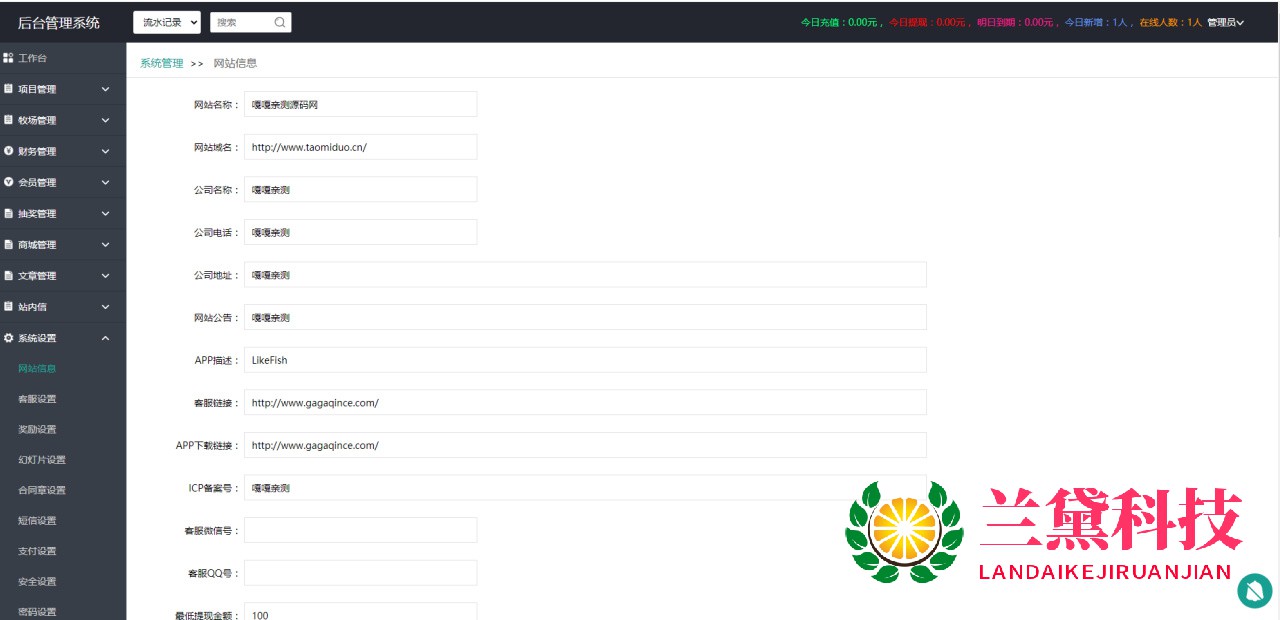 后台管理系统
流水记录
搜索
今日充值：0.00元， 今日提现：0.00元， 明日到期：0.00元， 今日新增：1人， 在线人数：1人 管理员
工作台
项目管理
牧场管理
财务管理
会员管理
抽奖管理
商城管理
文章管理
站内信
系统设置
网站信息
客服设置
奖励设置
幻灯片设置
合同章设置
短信设置
支付设置
安全设置
密码设置
系统管理 >> 网站信息
网站名称： 嘎嘎亲测源码网
网站域名： http://www.taomiduo.cn/
公司名称： 嘎嘎亲测
公司电话： 嘎嘎亲测
公司地址： 嘎嘎亲测
网站公告： 嘎嘎亲测
APP描述： LikeFish
客服链接： http://www.gagaqince.com/
APP下载链接： http://www.gagaqince.com/
ICP备案号： 嘎嘎亲测
客服微信号：
客服QQ号：
最低提现金额： 100
兰黛科技
LANDAIKEJIRUANJIAN